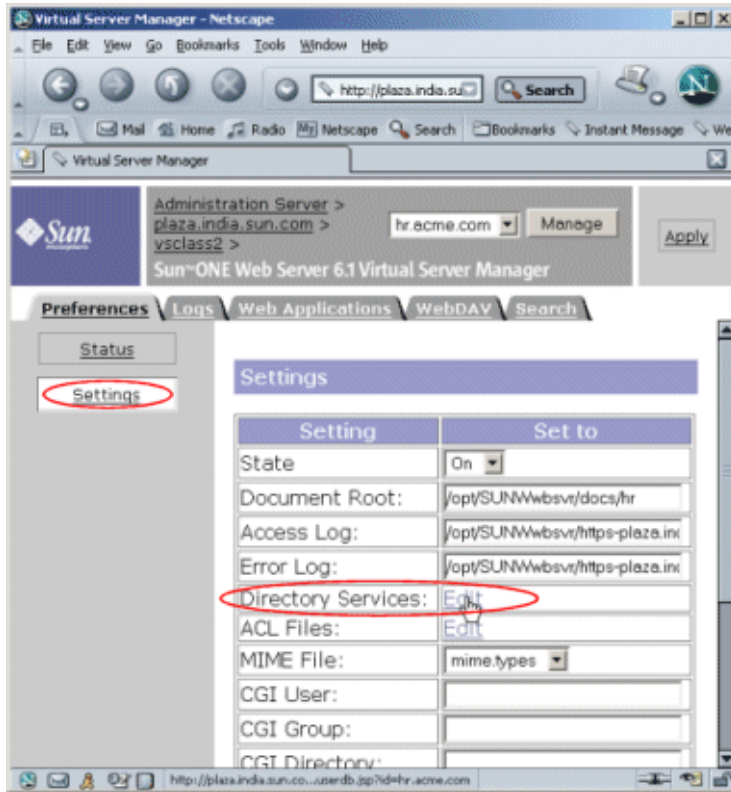 Virtual Server Manager - Netscape
File Edit View Go Bookmarks Tools Window Help
http://plaza.india.su
Search
Mail Home Radio My Netscape Search Bookmarks Instant Message We
Virtual Server Manager
Sun
microsystems
Administration Server >
plaza.india.sun.com >
vsclass2 >
hr.acme.com
Manage
Apply
Sun ONE Web Server 6.1 Virtual Server Manager
Preferences Logs Web Applications WebDAV Search
Status
Settings
Settings
Setting Set to
State On
Document Root: /opt/SUNWwbsvr/docs/hr
Access Log: /opt/SUNWwbsvr/https-plaza.in
Error Log: /opt/SUNWwbsvr/https-plaza.in
Directory Services: Edit
ACL Files: Edit
MIME File: mime.types
CGI User:
CGI Group:
CGI Directory:
http://plaza.india.sun.co...userdb.jsp?id=hr.acme.com